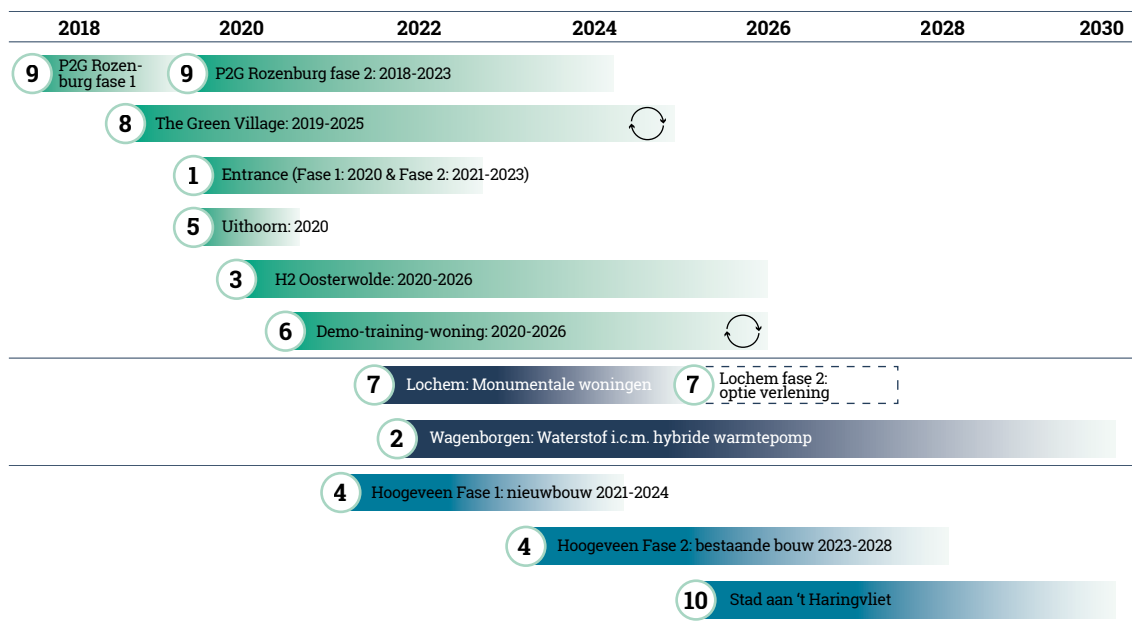 2018 2020 2022 2024 2026 2028 2030
9 P2G Rozen-
burg fase 1
9 P2G Rozenburg fase 2: 2018-2023
8 The Green Village: 2019-2025
1 Entrance (Fase 1: 2020 & Fase 2: 2021-2023)
5 Uithoorn: 2020
3 H2 Oosterwolde: 2020-2026
6 Demo-training-woning: 2020-2026
7 Lochem: Monumentale woningen
7 Lochem fase 2:
optie verlening
2 Wagenborgen: Waterstof i.c.m. hybride warmtepomp
4 Hoogeveen Fase 1: nieuwbouw 2021-2024
4 Hoogeveen Fase 2: bestaande bouw 2023-2028
10 Stad aan ‘t Haringvliet